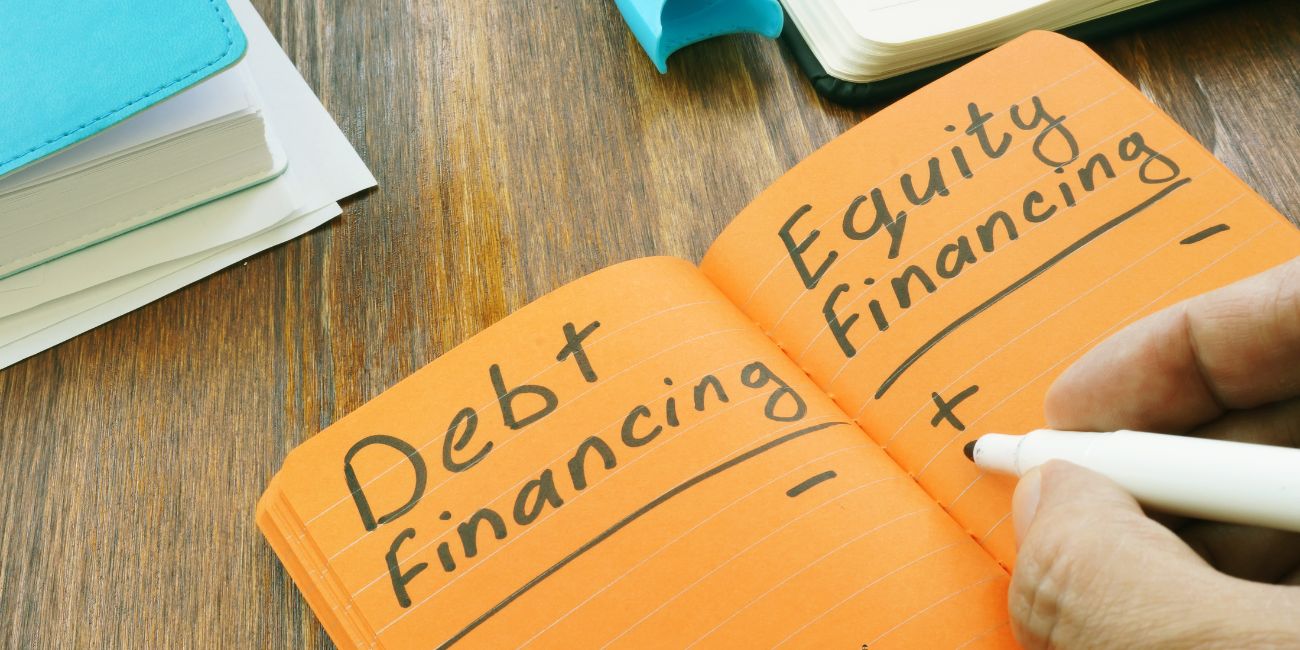 Debt
Financing
-
Equity
Financing
+ -